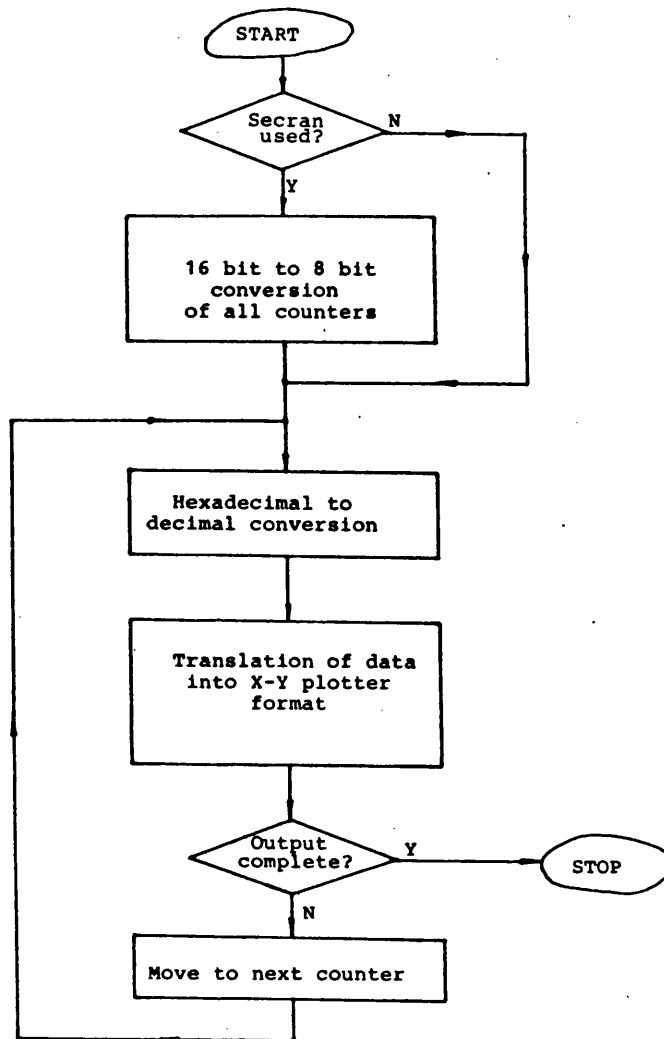 START
Secran
used?
N
Y
16 bit to 8 bit
conversion
of all counters
Hexadecimal to
decimal conversion
Translation of data
into X-Y plotter
format
Output
complete?
Y
STOP
N
Move to next counter